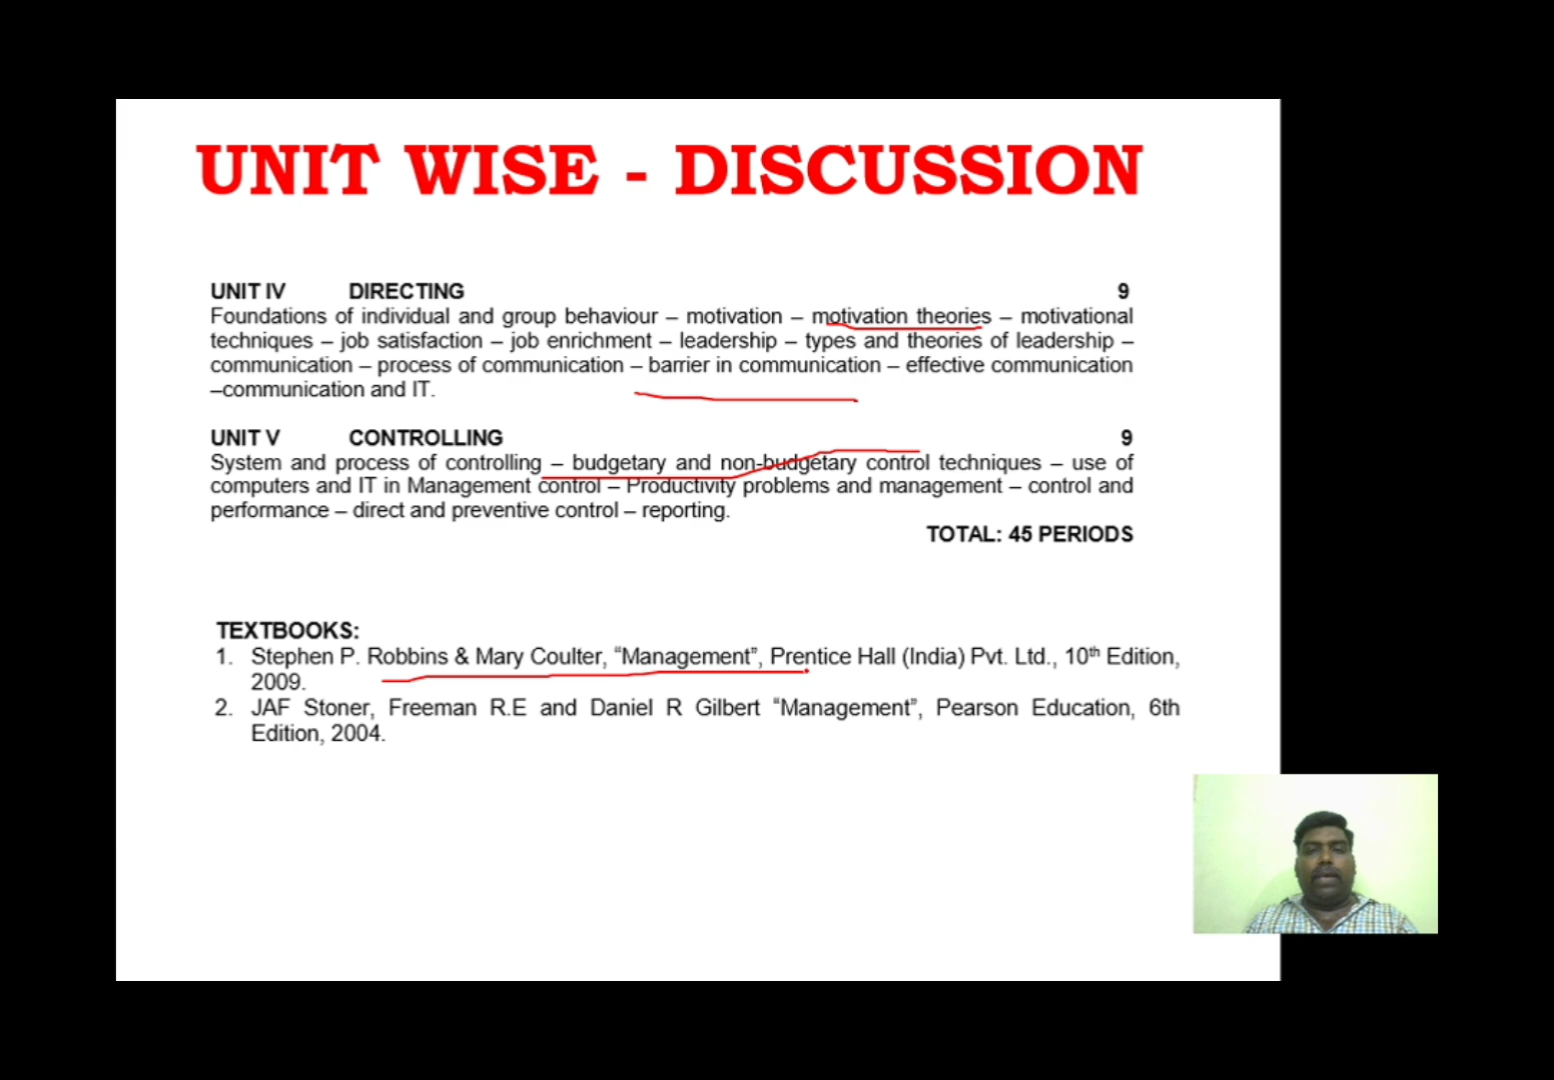 UNIT WISE - DISCUSSION
UNIT IV DIRECTING 9
Foundations of individual and group behaviour – motivation – motivation theories – motivational
techniques – job satisfaction – job enrichment – leadership – types and theories of leadership –
communication – process of communication – barrier in communication – effective communication
–communication and IT.
UNIT V CONTROLLING 9
System and process of controlling – budgetary and non-budgetary control techniques – use of
computers and IT in Management control – Productivity problems and management – control and
performance – direct and preventive control – reporting.
TOTAL: 45 PERIODS
TEXTBOOKS:
1. Stephen P. Robbins & Mary Coulter, “Management”, Prentice Hall (India) Pvt. Ltd., 10th Edition,
2009.
2. JAF Stoner, Freeman R.E and Daniel R Gilbert “Management”, Pearson Education, 6th
Edition, 2004.